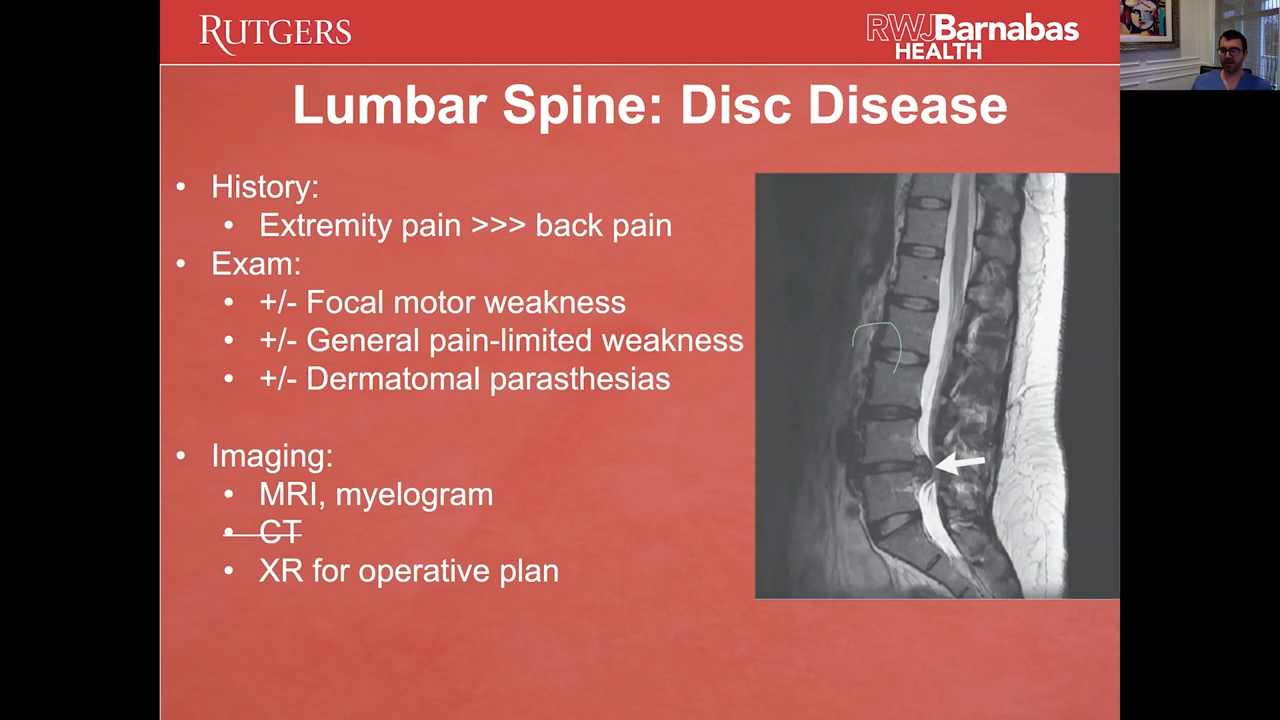 RUTGERS
RWJBarnabas
HEALTH
Lumbar Spine: Disc Disease
• History:
• Extremity pain >>> back pain
• Exam:
• +/- Focal motor weakness
• +/- General pain-limited weakness
• +/- Dermatomal parasthesias
• Imaging:
• MRI, myelogram
• CT
• XR for operative plan